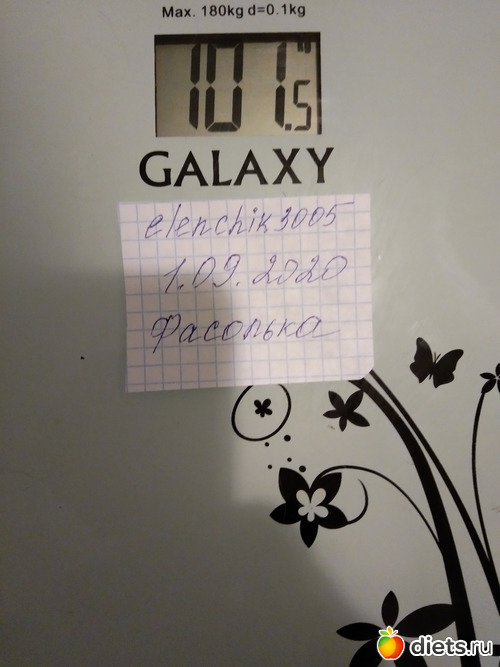 Max. 180kg d=0.1kg
101.5
GALAXY
elenchik3005
1.09.2020
Фасолька
diets.ru